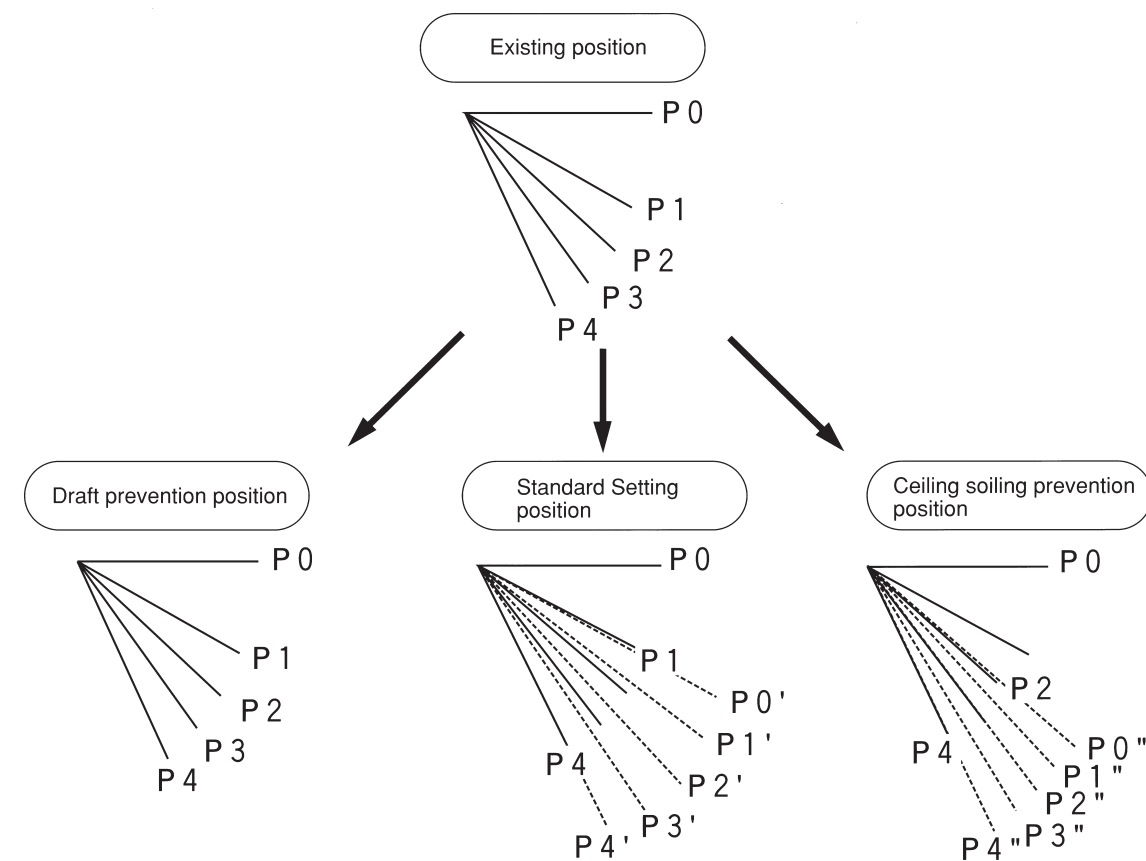 Existing position
P0
P1
P2
P3
P4
Draft prevention position
P0
P1
P2
P3
P4
Standard Setting
position
P0
P1
P0'
P1'
P4
P2'
P3'
P4'
Ceiling soiling prevention
position
P0
P2
P4
P0"
P1"
P2"
P3"
P4"